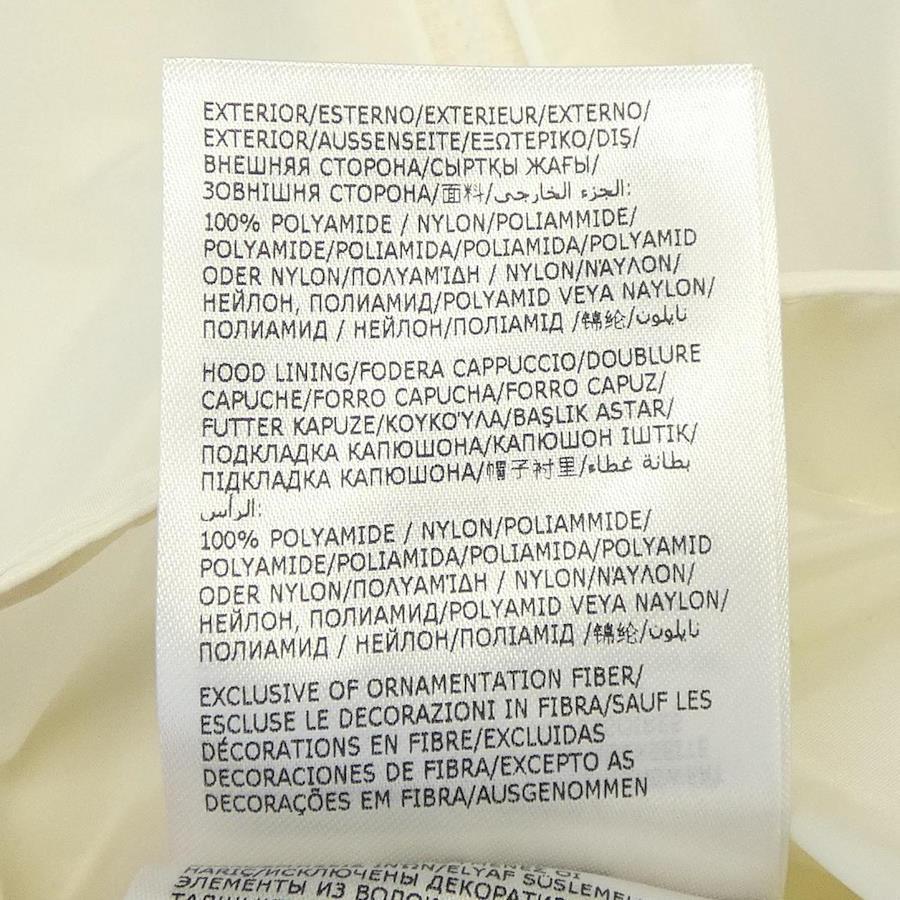 EXTERIOR/ESTERNO/EXTERIEUR/EXTERNO/
EXTERIOR/AUSSENSEITE/ΕΞΩΤΕΡΙΚΟ/DIŞ/
ВНЕШНЯЯ СТОРОНА/СЫРТҚЫ ЖАҒЫ/
ЗОВНІШНЯ СТОРОНА/面料/الجزء الخارجى:
100% POLYAMIDE / NYLON/POLIAMMIDE/
POLYAMIDE/POLIAMIDA/POLIAMIDA/POLYAMID
ODER NYLON/ΠΟΛΥΑΜΊΔΗ / NYLON/ΝΆΥΛΟΝ/
НЕЙЛОН, ПОЛИАМИД/POLYAMID VEYA NAYLON/
ПОЛИАМИД / НЕЙЛОН/ПОЛІАМІД /锦纶/نايلون
HOOD LINING/FODERA CAPPUCCIO/DOUBLURE
CAPUCHE/FORRO CAPUCHA/FORRO CAPUZ/
FUTTER KAPUZE/ΚΟΥΚΟΎΛΑ/BAŞLIK ASTAR/
ПОДКЛАДКА КАПЮШОНА/КАПЮШОН ІШТІК/
ПІДКЛАДКА КАПЮШОНА/帽子衬里/بطانة غطاء
الرأس:
100% POLYAMIDE / NYLON/POLIAMMIDE/
POLYAMIDE/POLIAMIDA/POLIAMIDA/POLYAMID
ODER NYLON/ΠΟΛΥΑΜΊΔΗ / NYLON/ΝΆΥΛΟΝ/
НЕЙЛОН, ПОЛИАМИД/POLYAMID VEYA NAYLON/
ПОЛИАМИД / НЕЙЛОН/ПОЛІАМІД /锦纶/نايلون
EXCLUSIVE OF ORNAMENTATION FIBER/
ESCLUSE LE DECORAZIONI IN FIBRA/SAUF LES
DÉCORATIONS EN FIBRE/EXCLUIDAS
DECORACIONES DE FIBRA/EXCEPTO AS
DECORAÇÕES EM FIBRA/AUSGENOMMEN
HARİÇ/ИСКЛЮЧЕНЫ ДЕКОРАТИ
ЭЛЕМЕНТЫ ИЗ